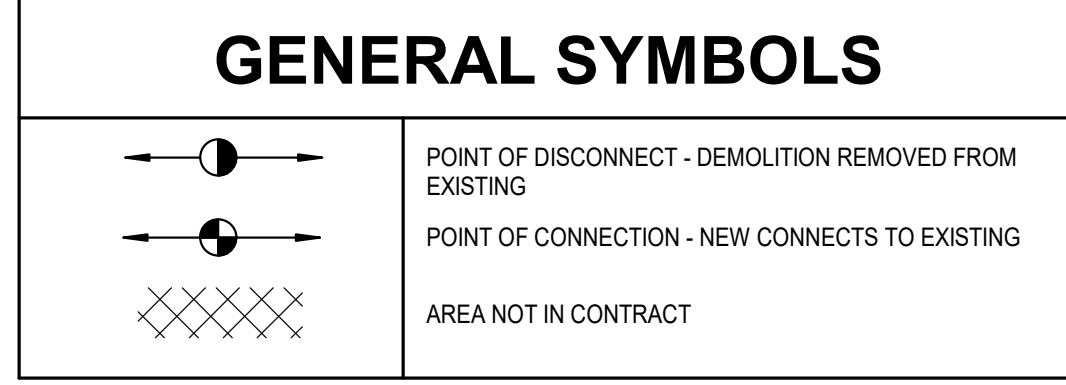 GENERAL SYMBOLS
POINT OF DISCONNECT - DEMOLITION REMOVED FROM
EXISTING
POINT OF CONNECTION - NEW CONNECTS TO EXISTING
AREA NOT IN CONTRACT